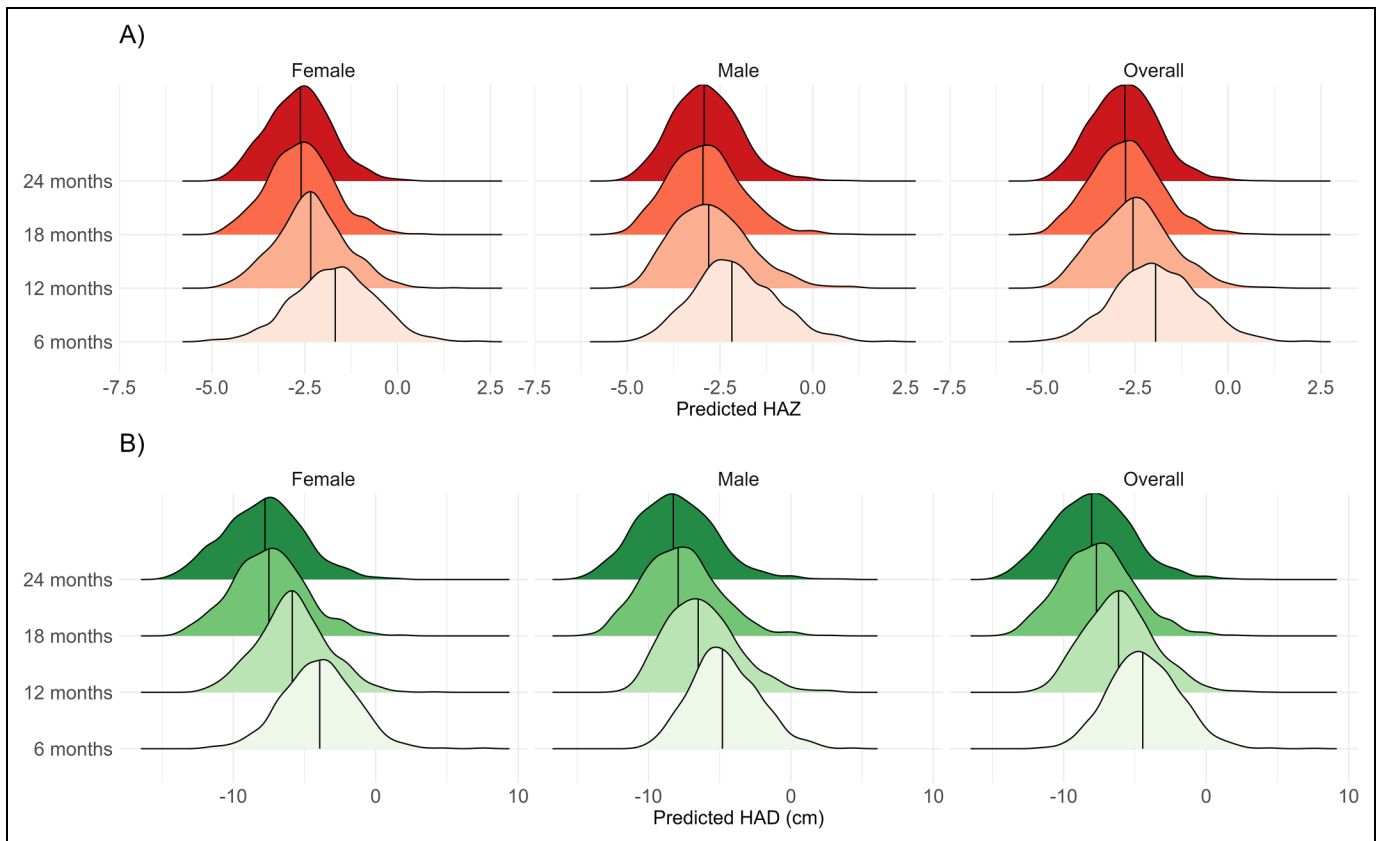 A)
Female Male Overall
24 months
18 months
12 months
6 months
-7.5 -5.0 -2.5 0.0 2.5 -7.5 -5.0 -2.5 0.0 2.5 -7.5 -5.0 -2.5 0.0 2.5
Predicted HAZ
B)
Female Male Overall
24 months
18 months
12 months
6 months
-10 0 10 -10 0 10 -10 0 10
Predicted HAD (cm)